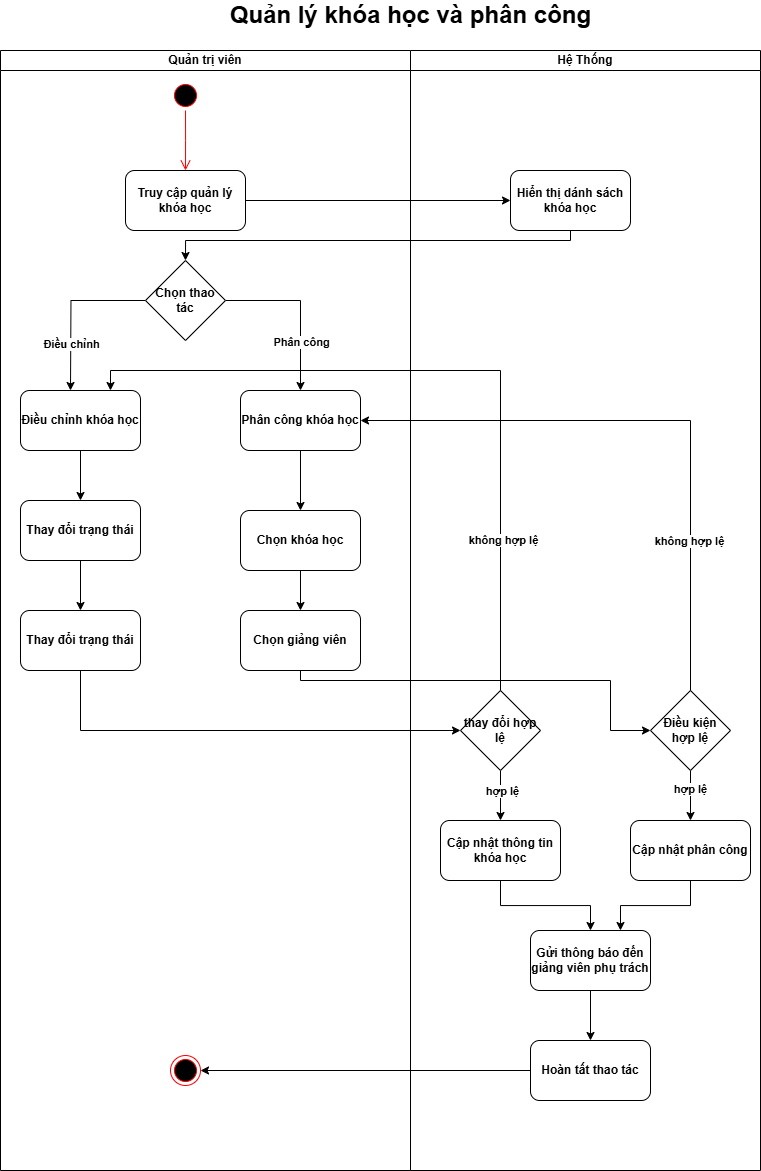 Quản lý khóa học và phân công
Quản trị viên
Hệ Thống
Truy cập quản lý
khóa học
Hiển thị dánh sách
khóa học
Chọn thao
tác
Điều chỉnh
Phân công
Điều chỉnh khóa học
Phân công khóa học
Thay đổi trạng thái
Chọn khóa học
không hợp lệ
không hợp lệ
Thay đổi trạng thái
Chọn giảng viên
thay đổi hợp
lệ
Điều kiện
hợp lệ
hợp lệ
hợp lệ
Cập nhật thông tin
khóa học
Cập nhật phân công
Gửi thông báo đến
giảng viên phụ trách
Hoàn tất thao tác